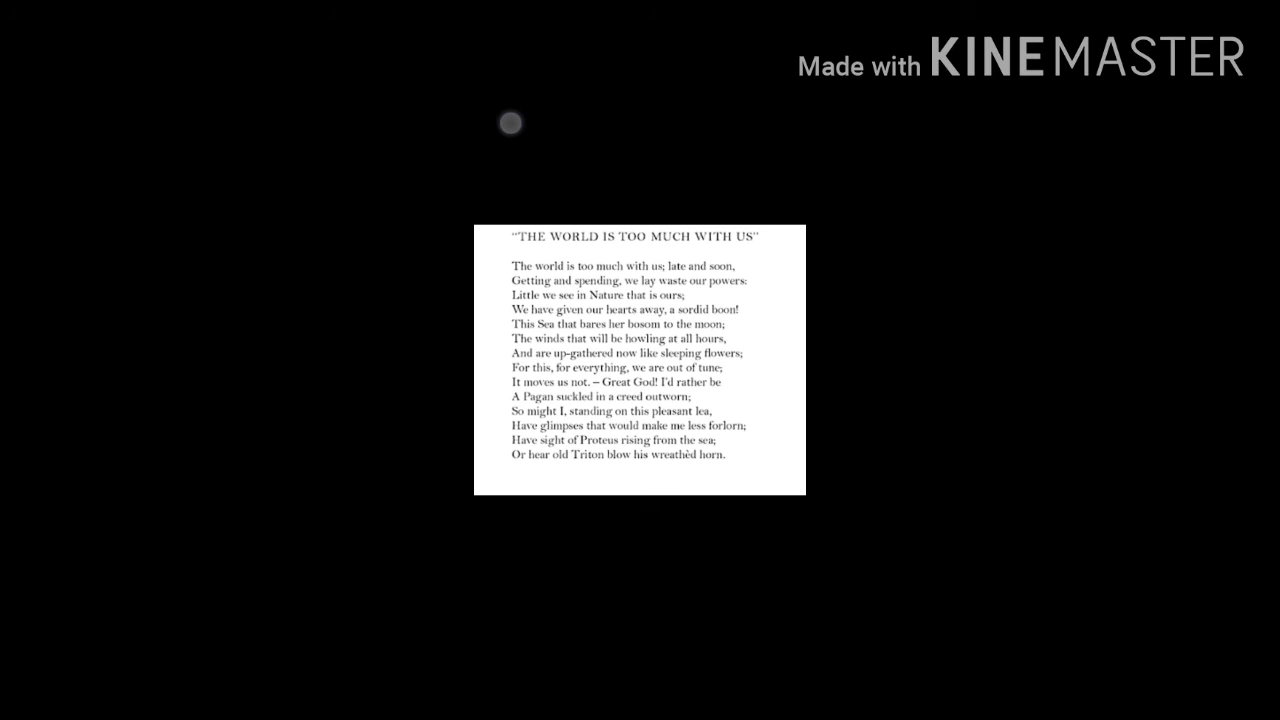 Made with KINEMASTER
“THE WORLD IS TOO MUCH WITH US”
The world is too much with us; late and soon,
Getting and spending, we lay waste our powers:
Little we see in Nature that is ours;
We have given our hearts away, a sordid boon!
This Sea that bares her bosom to the moon;
The winds that will be howling at all hours,
And are up-gathered now like sleeping flowers;
For this, for everything, we are out of tune;
It moves us not. – Great God! I'd rather be
A Pagan suckled in a creed outworn;
So might I, standing on this pleasant lea,
Have glimpses that would make me less forlorn;
Have sight of Proteus rising from the sea;
Or hear old Triton blow his wreathèd horn.